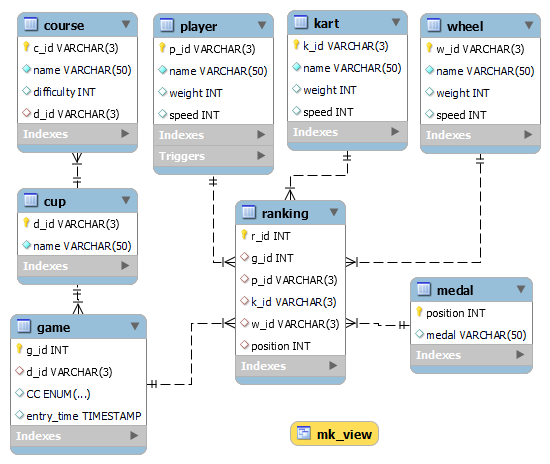 course
c_id VARCHAR(3)
name VARCHAR(50)
difficulty INT
d_id VARCHAR(3)
Indexes
player
p_id VARCHAR(3)
name VARCHAR(50)
weight INT
speed INT
Indexes
Triggers
kart
k_id VARCHAR(3)
name VARCHAR(50)
weight INT
speed INT
Indexes
wheel
w_id VARCHAR(3)
name VARCHAR(50)
weight INT
speed INT
Indexes
cup
d_id VARCHAR(3)
name VARCHAR(50)
Indexes
ranking
r_id INT
g_id INT
p_id VARCHAR(3)
k_id VARCHAR(3)
w_id VARCHAR(3)
position INT
Indexes
medal
position INT
medal VARCHAR(50)
Indexes
game
g_id INT
d_id VARCHAR(3)
CC ENUM(...)
entry_time TIMESTAMP
Indexes
mk_view